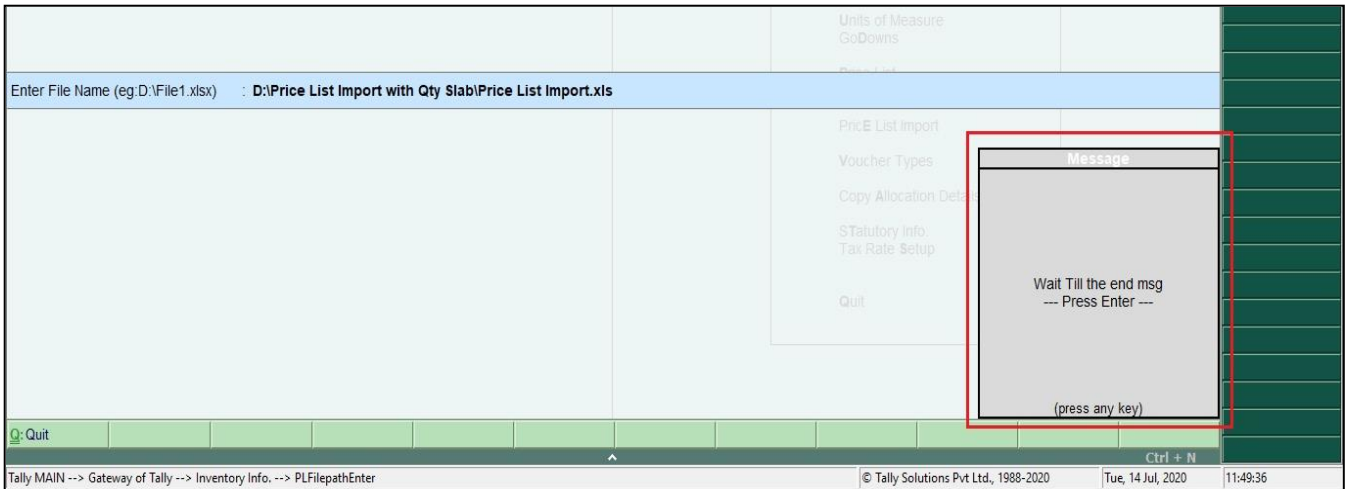 Units of Measure
GoDowns
Price List
Enter File Name (eg:D:\File1.xlsx) : D:\Price List Import with Qty Slab\Price List Import.xls
PricE List Import
Voucher Types
Copy Allocation Details
STatutory Info.
Tax Rate Setup
Quit
Message
Wait Till the end msg
--- Press Enter ---
(press any key)
Q: Quit
Ctrl + N
Tally MAIN --> Gateway of Tally --> Inventory Info. --> PLFilepathEnter
© Tally Solutions Pvt Ltd., 1988-2020
Tue, 14 Jul, 2020
11:49:36